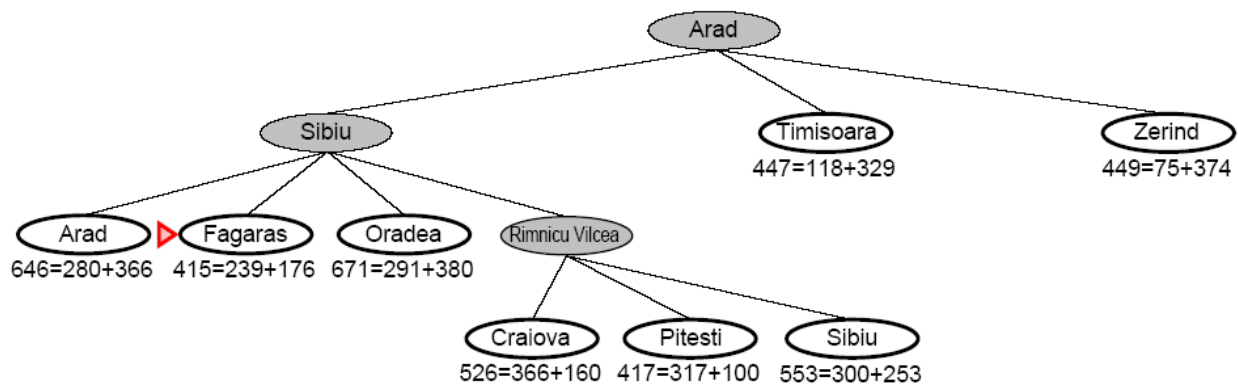 Arad
Sibiu
Timisoara
Zerind
447=118+329
449=75+374
Arad
Fagaras
Oradea
Rimnicu Vilcea
646=280+366
415=239+176
671=291+380
Craiova
Pitesti
Sibiu
526=366+160
417=317+100
553=300+253